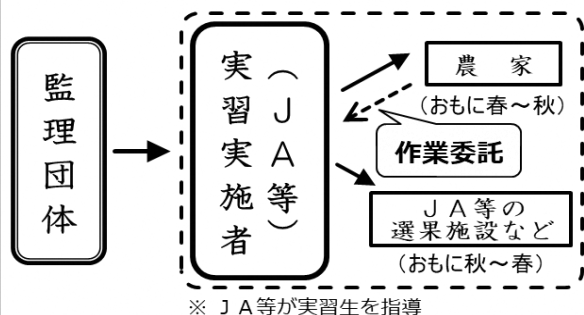 監理団体
実習実施者
（ＪＡ等）
農　家
(おもに春～秋)
作業委託
ＪＡ等の
選果施設など
(おもに秋～春)
※ ＪＡ等が実習生を指導